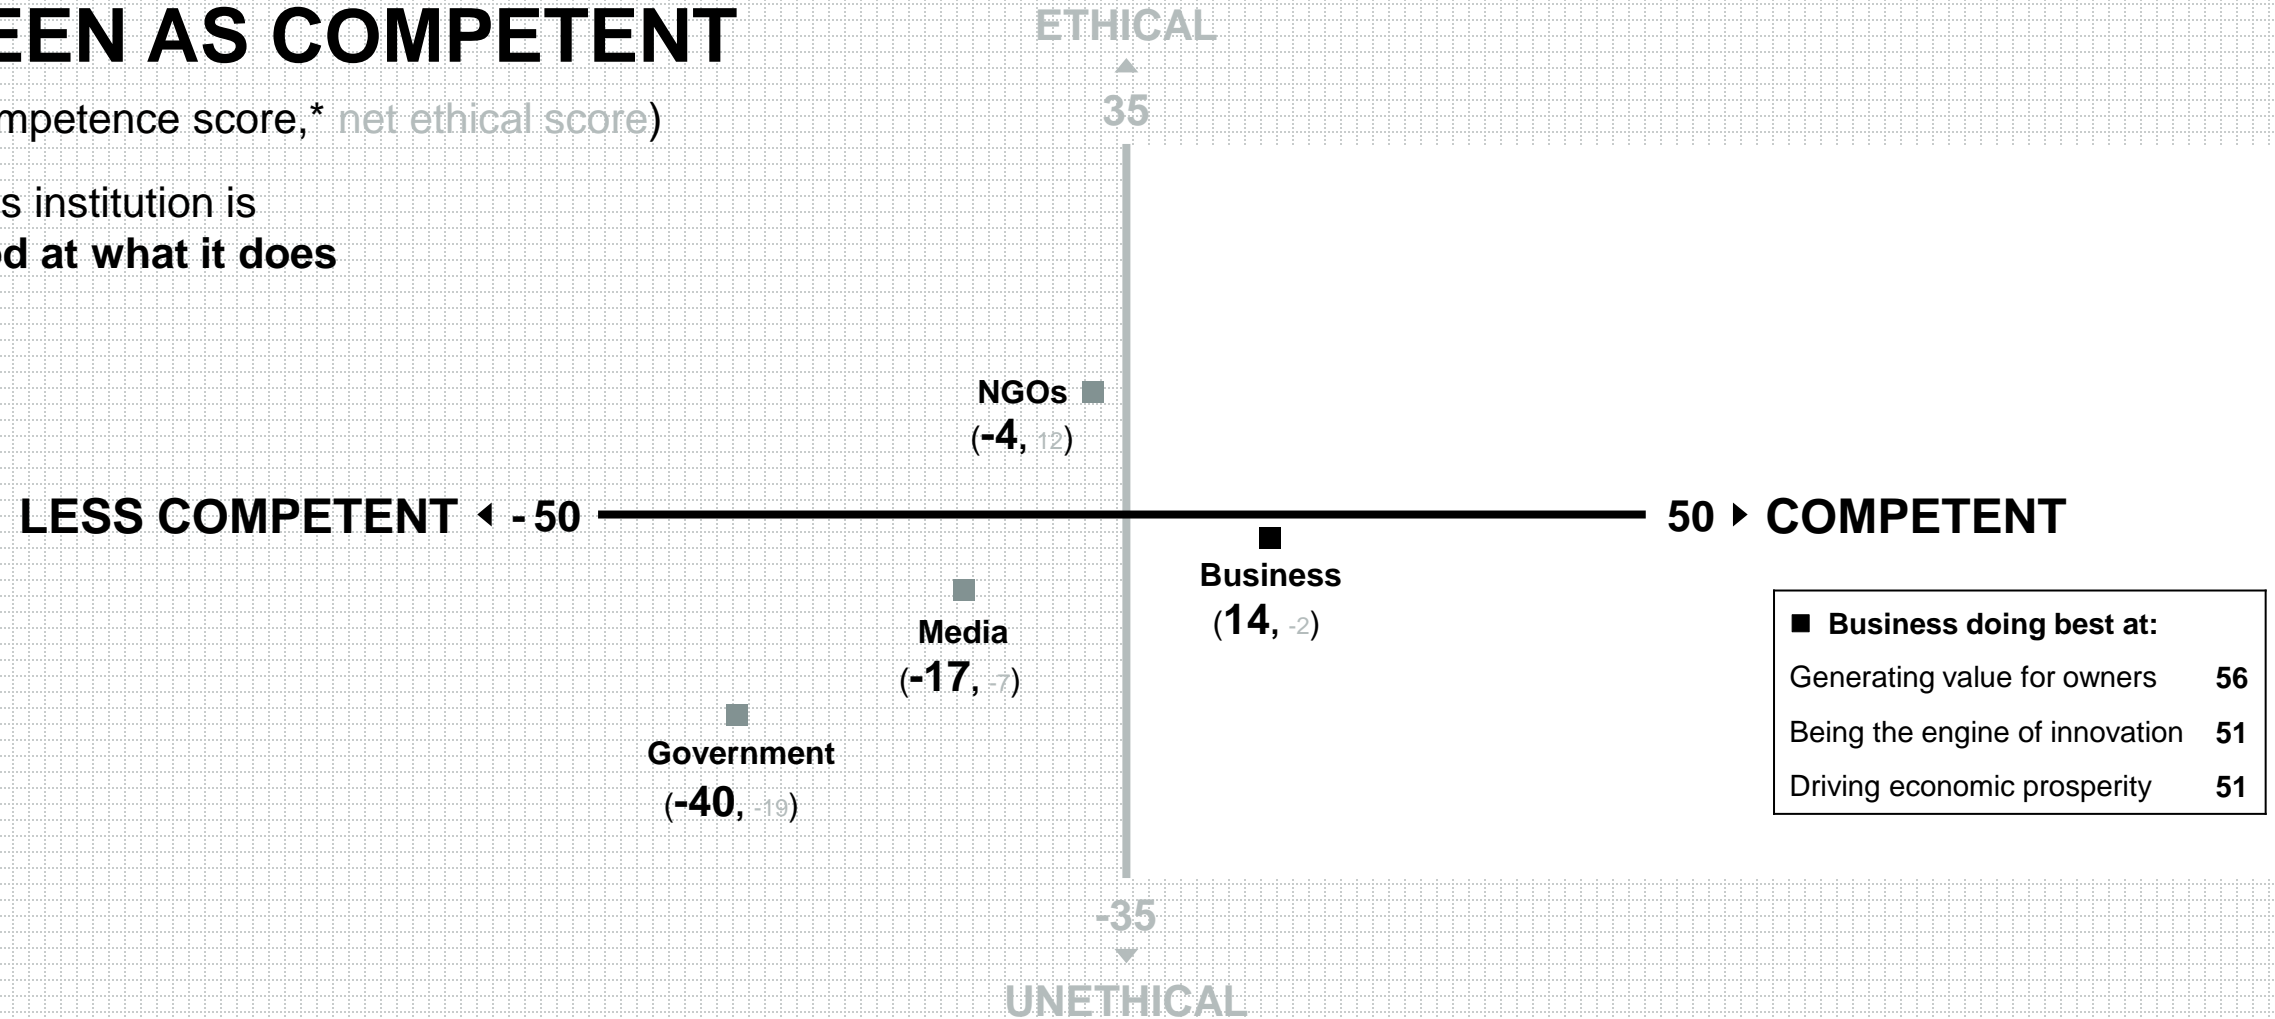 AS COMPETENT
score,* net ethical score)
institution is
at what it does
ETHICAL
35
NGOs
(-4, 12)
LESS COMPETENT ◂ - 50
50 ▸ COMPETENT
Business
(14, -2)
Media
(-17, -7)
Government
(-40, -19)
■ Business doing best at:
Generating value for owners 56
Being the engine of innovation 51
Driving economic prosperity 51
-35
UNETHICAL